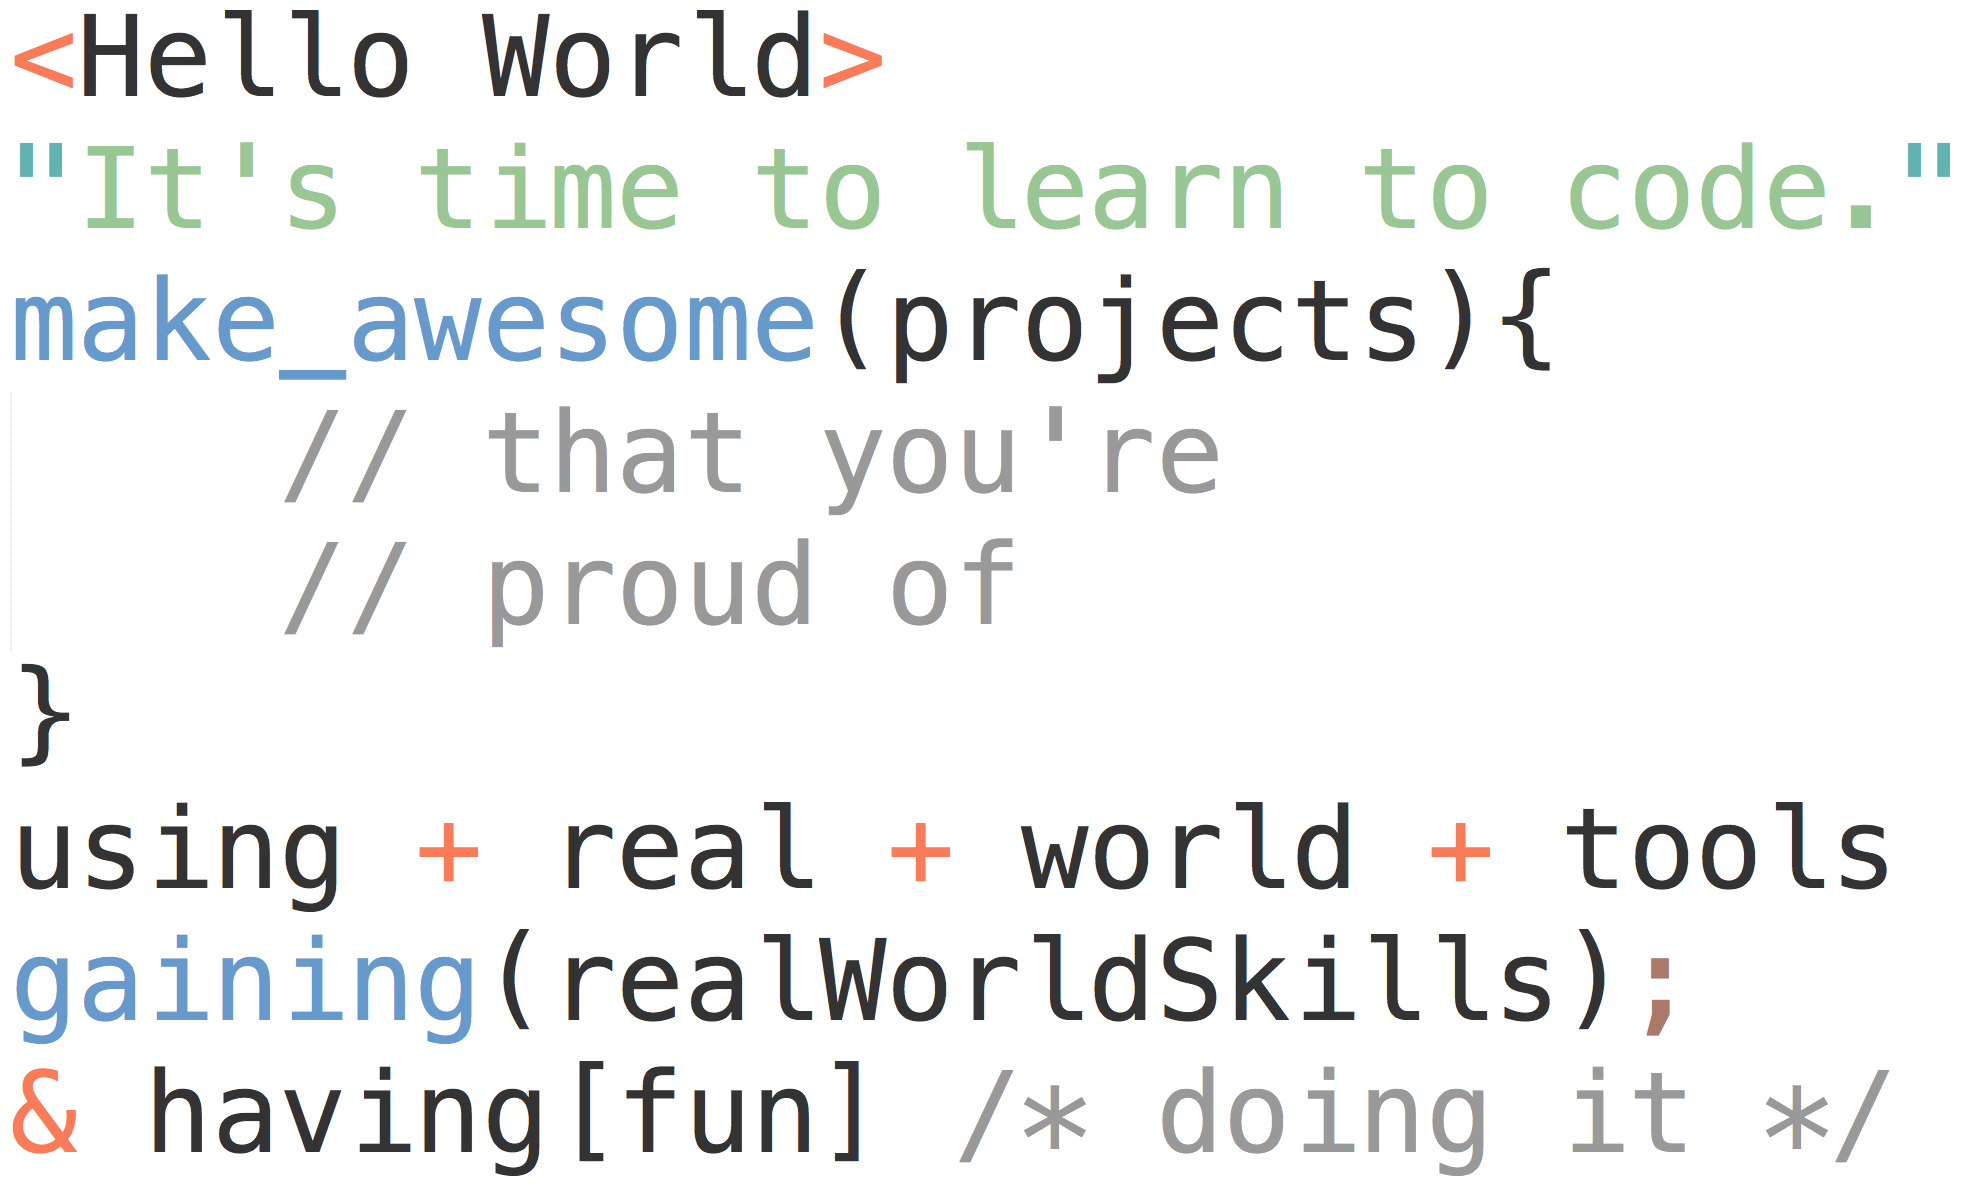 <Hello World>
"It's time to learn to code."
make_awesome(projects){
    // that you're
    // proud of
}
using + real + world + tools
gaining(realWorldSkills);
& having[fun] /* doing it */